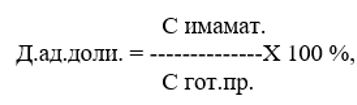 С имамат.
Д.ад.доли. = --------------Х 100 %,
С гот.пр.